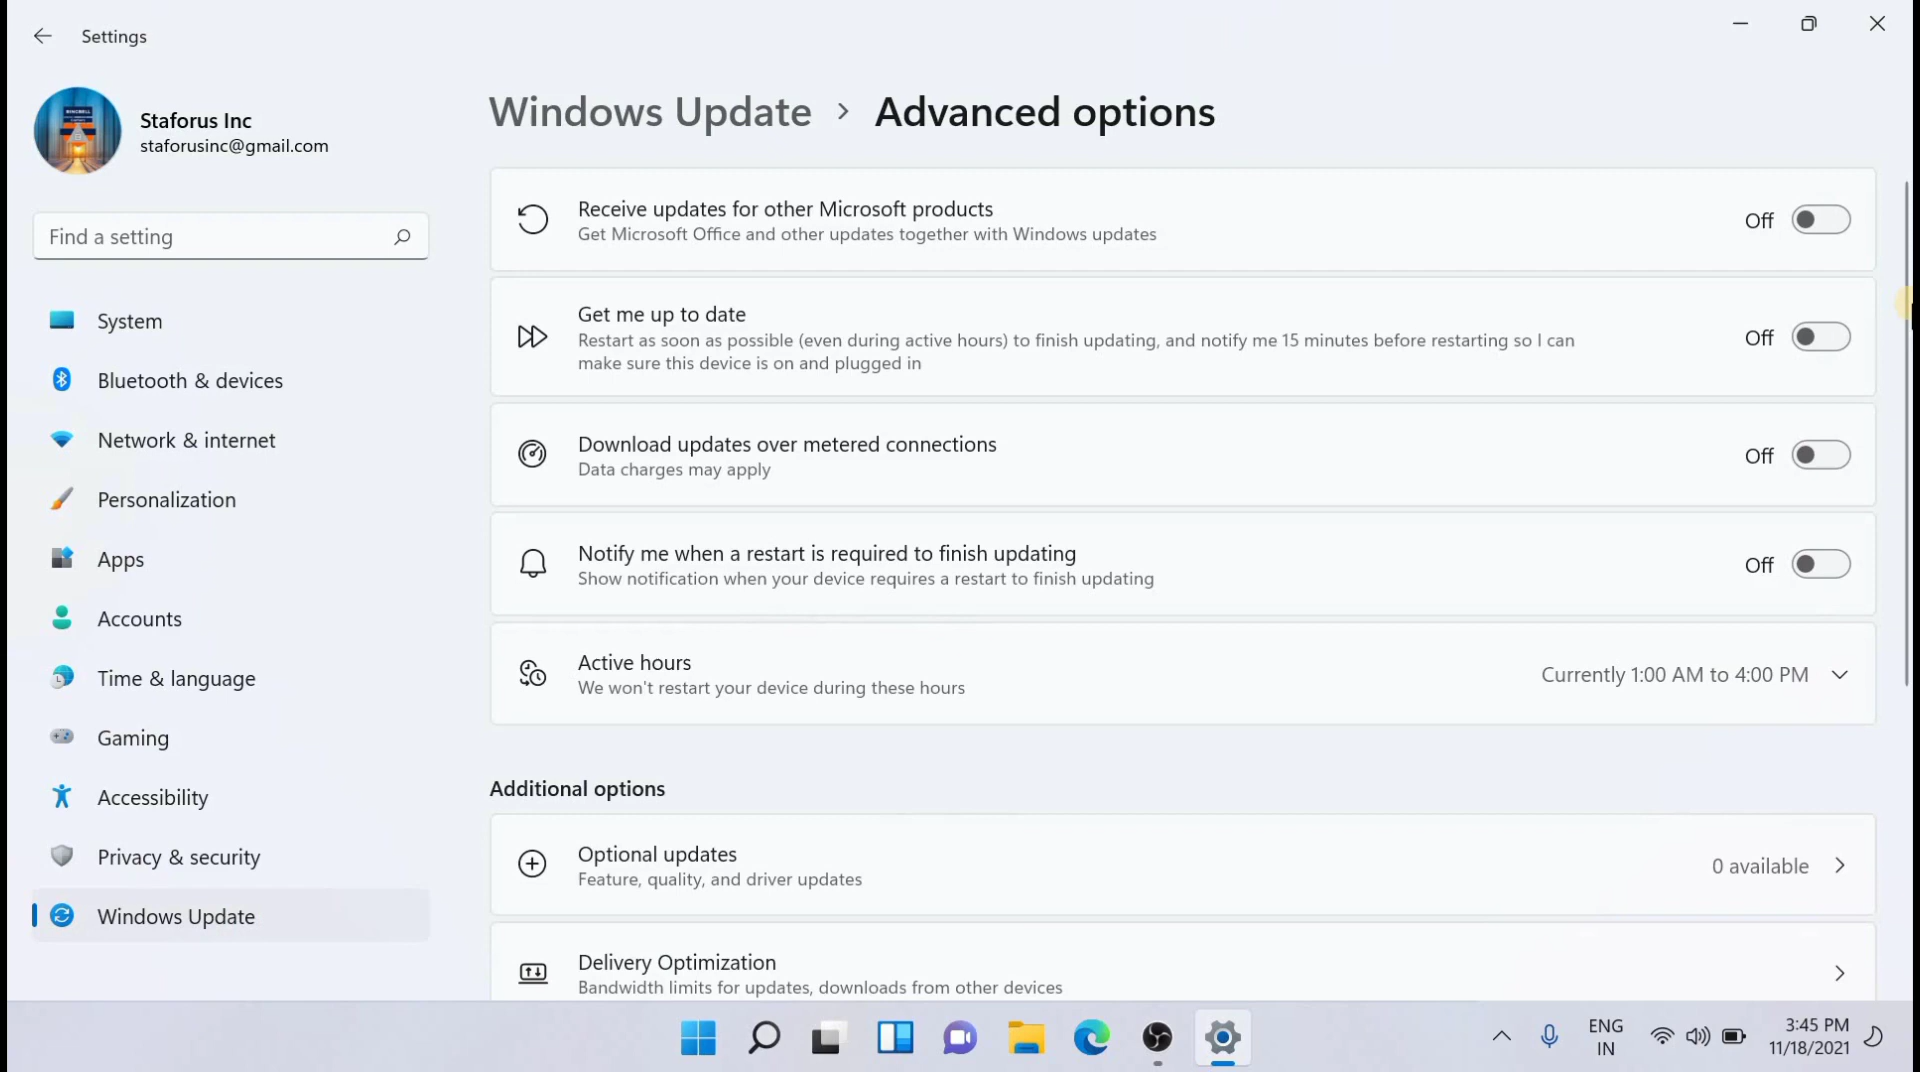 Settings
Staforus Inc
staforusinc@gmail.com
Find a setting
System
Bluetooth & devices
Network & internet
Personalization
Apps
Accounts
Time & language
Gaming
Accessibility
Privacy & security
Windows Update
Windows Update > Advanced options
Receive updates for other Microsoft products
Get Microsoft Office and other updates together with Windows updates
Off
Get me up to date
Restart as soon as possible (even during active hours) to finish updating, and notify me 15 minutes before restarting so I can
make sure this device is on and plugged in
Off
Download updates over metered connections
Data charges may apply
Off
Notify me when a restart is required to finish updating
Show notification when your device requires a restart to finish updating
Off
Active hours
We won't restart your device during these hours
Currently 1:00 AM to 4:00 PM
Additional options
Optional updates
Feature, quality, and driver updates
0 available
Delivery Optimization
Bandwidth limits for updates, downloads from other devices
ENG
IN
3:45 PM
11/18/2021